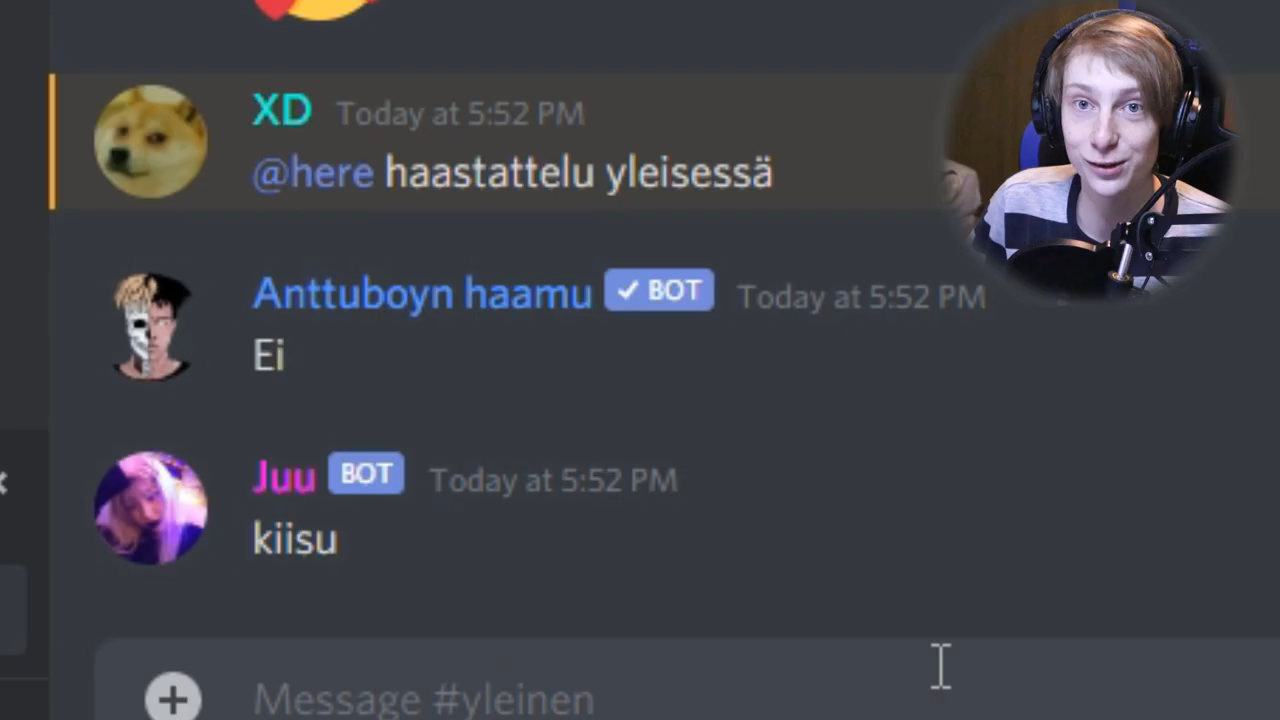 XD Today at 5:52 PM
@here haastattelu yleisessä
Anttuboyn haamu ✓ BOT Today at 5:52 PM
Ei
Juu BOT Today at 5:52 PM
kiisu
Message #yleinen